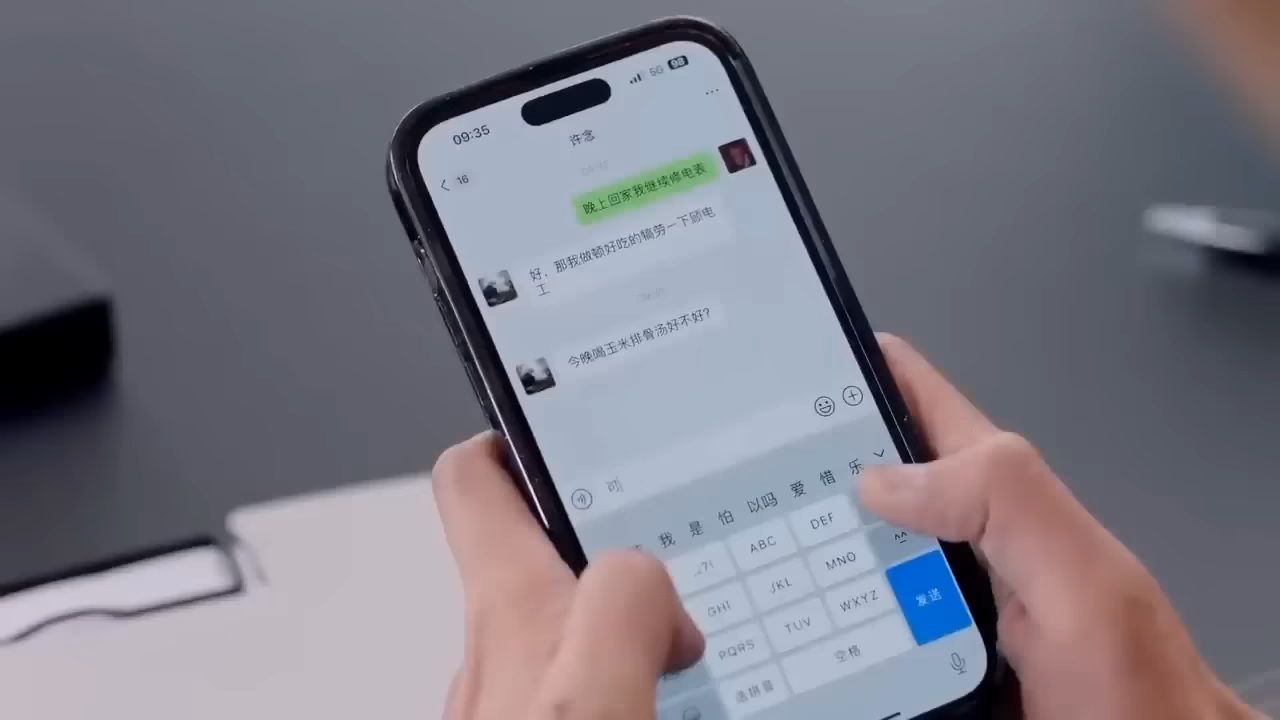 09:35
5G
98
16
许念
晚上回家我继续修电表
好，那我做顿好吃的犒劳一下顾电
工
今晚喝玉米排骨汤好不好？
可
我 是 怕 以吗 爱 惜 乐
.,?!
ABC
DEF
^^
GHI
JKL
MNO
PQRS
TUV
WXYZ
发送
选拼音
空格